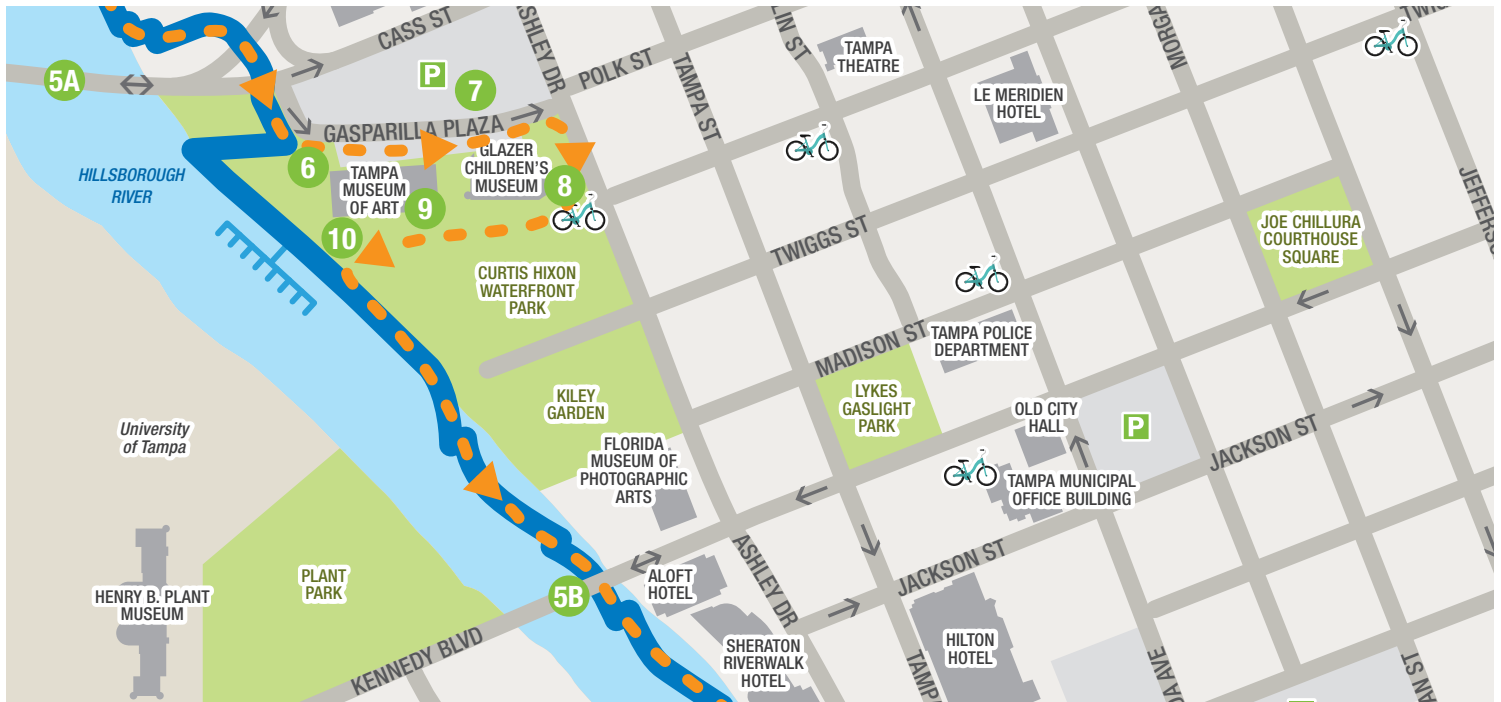 CASS ST
ASHLEY DR
POLK ST
TAMPA ST
TAMPA
THEATRE
LE MERIDIEN
HOTEL
5A
P
7
GASPARILLA PLAZA
6
TAMPA
MUSEUM
OF ART
9
GLAZER
CHILDREN'S
MUSEUM
8
10
HILLSBOROUGH
RIVER
CURTIS HIXON
WATERFRONT
PARK
TWIGGS ST
JOE CHILLURA
COURTHOUSE
SQUARE
MADISON ST
TAMPA POLICE
DEPARTMENT
KILEY
GARDEN
LYKES
GASLIGHT
PARK
OLD CITY
HALL
P
JACKSON ST
University
of Tampa
FLORIDA
MUSEUM OF
PHOTOGRAPHIC
ARTS
TAMPA MUNICIPAL
OFFICE BUILDING
PLANT
PARK
HENRY B. PLANT
MUSEUM
5B
ALOFT
HOTEL
ASHLEY DR
JACKSON ST
KENNEDY BLVD
SHERATON
RIVERWALK
HOTEL
HILTON
HOTEL
TAMPA